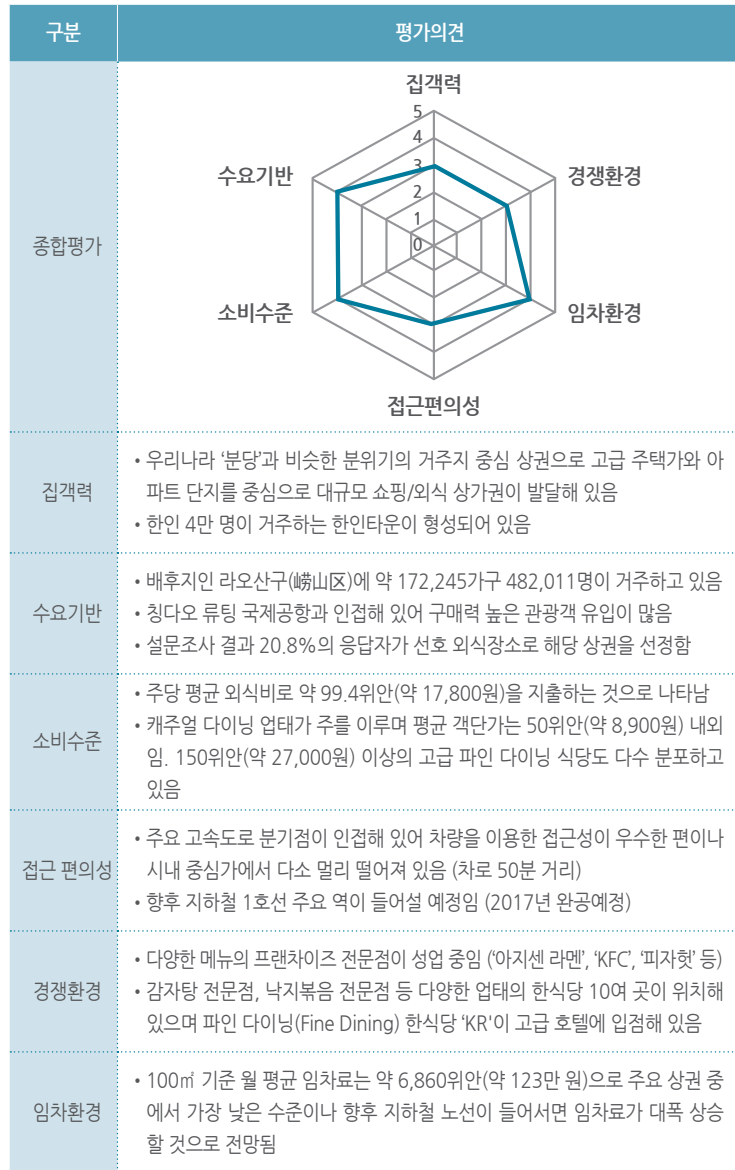 구분
평가의견
종합평가
집객력
5
4
3
2
1
0
수요기반
경쟁환경
소비수준
임차환경
접근편의성
집객력
• 우리나라 ‘분당’과 비슷한 분위기의 거주지 중심 상권으로 고급 주택가와 아
파트 단지를 중심으로 대규모 쇼핑/외식 상가권이 발달해 있음
• 한인 4만 명이 거주하는 한인타운이 형성되어 있음
수요기반
• 배후지인 라오산구(崂山区)에 약 172,245가구 482,011명이 거주하고 있음
• 칭다오 류팅 국제공항과 인접해 있어 구매력 높은 관광객 유입이 많음
• 설문조사 결과 20.8%의 응답자가 선호 외식장소로 해당 상권을 선정함
소비수준
• 주당 평균 외식비로 약 99.4위안(약 17,800원)을 지출하는 것으로 나타남
• 캐주얼 다이닝 업태가 주를 이루며 평균 객단가는 50위안(약 8,900원) 내외
임. 150위안(약 27,000원) 이상의 고급 파인 다이닝 식당도 다수 분포하고
있음
접근 편의성
• 주요 고속도로 분기점이 인접해 있어 차량을 이용한 접근성이 우수한 편이나
시내 중심가에서 다소 멀리 떨어져 있음 (차로 50분 거리)
• 향후 지하철 1호선 주요 역이 들어설 예정임 (2017년 완공예정)
경쟁환경
• 다양한 메뉴의 프랜차이즈 전문점이 성업 중임 (‘아지센 라멘’, ‘KFC’, ‘피자헛’ 등)
• 감자탕 전문점, 낙지볶음 전문점 등 다양한 업태의 한식당 10여 곳이 위치해
있으며 파인 다이닝(Fine Dining) 한식당 ‘KR'이 고급 호텔에 입점해 있음
임차환경
• 100㎡ 기준 월 평균 임차료는 약 6,860위안(약 123만 원)으로 주요 상권 중
에서 가장 낮은 수준이나 향후 지하철 노선이 들어서면 임차료가 대폭 상승
할 것으로 전망됨